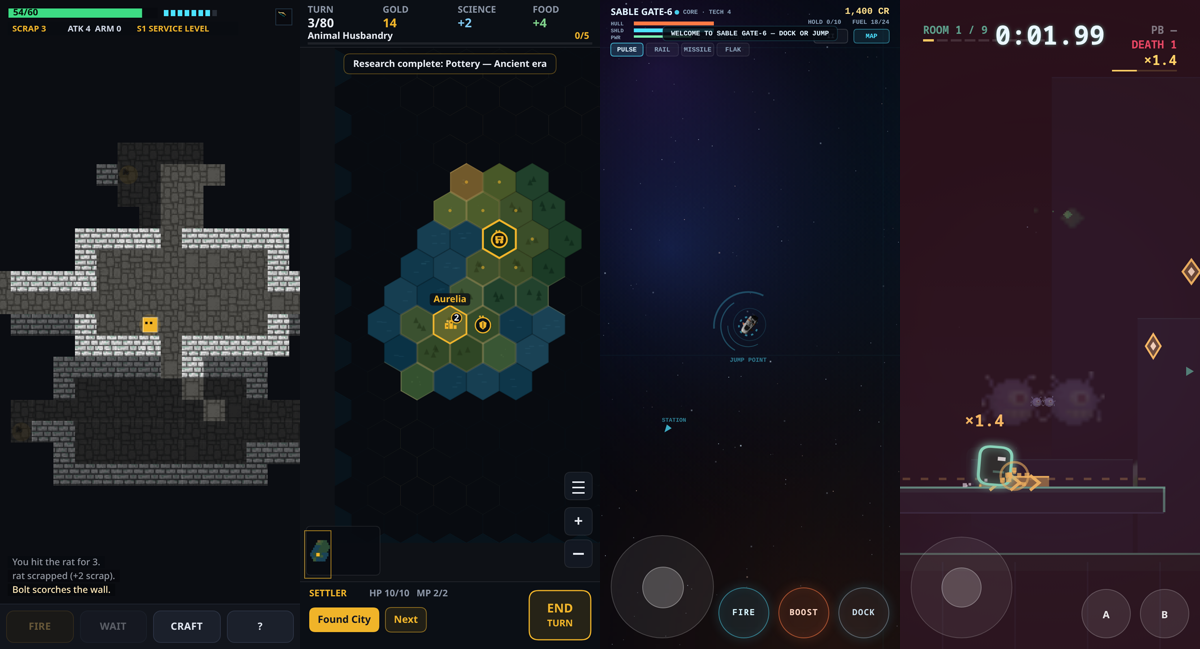 54/60
SCRAP 3 ATK 4 ARM 0 S1 SERVICE LEVEL
You hit the rat for 3.
rat scrapped (+2 scrap).
Bolt scorches the wall.
FIRE WAIT CRAFT ?
TURN GOLD SCIENCE FOOD
3/80 14 +2 +4
Animal Husbandry 0/5
Research complete: Pottery — Ancient era
Aurelia
2
+
−
SETTLER HP 10/10 MP 2/2
Found City Next
END
TURN
SABLE GATE-6 CORE · TECH 4 1,400 CR
HULL HOLD 0/10 FUEL 18/24
SHLD WELCOME TO SABLE GATE-6 — DOCK OR JUMP MAP
PWR
PULSE RAIL MISSILE FLAK
JUMP POINT
STATION
FIRE BOOST DOCK
ROOM 1 / 9 0:01.99 PB —
DEATH 1
×1.4
×1.4
A B